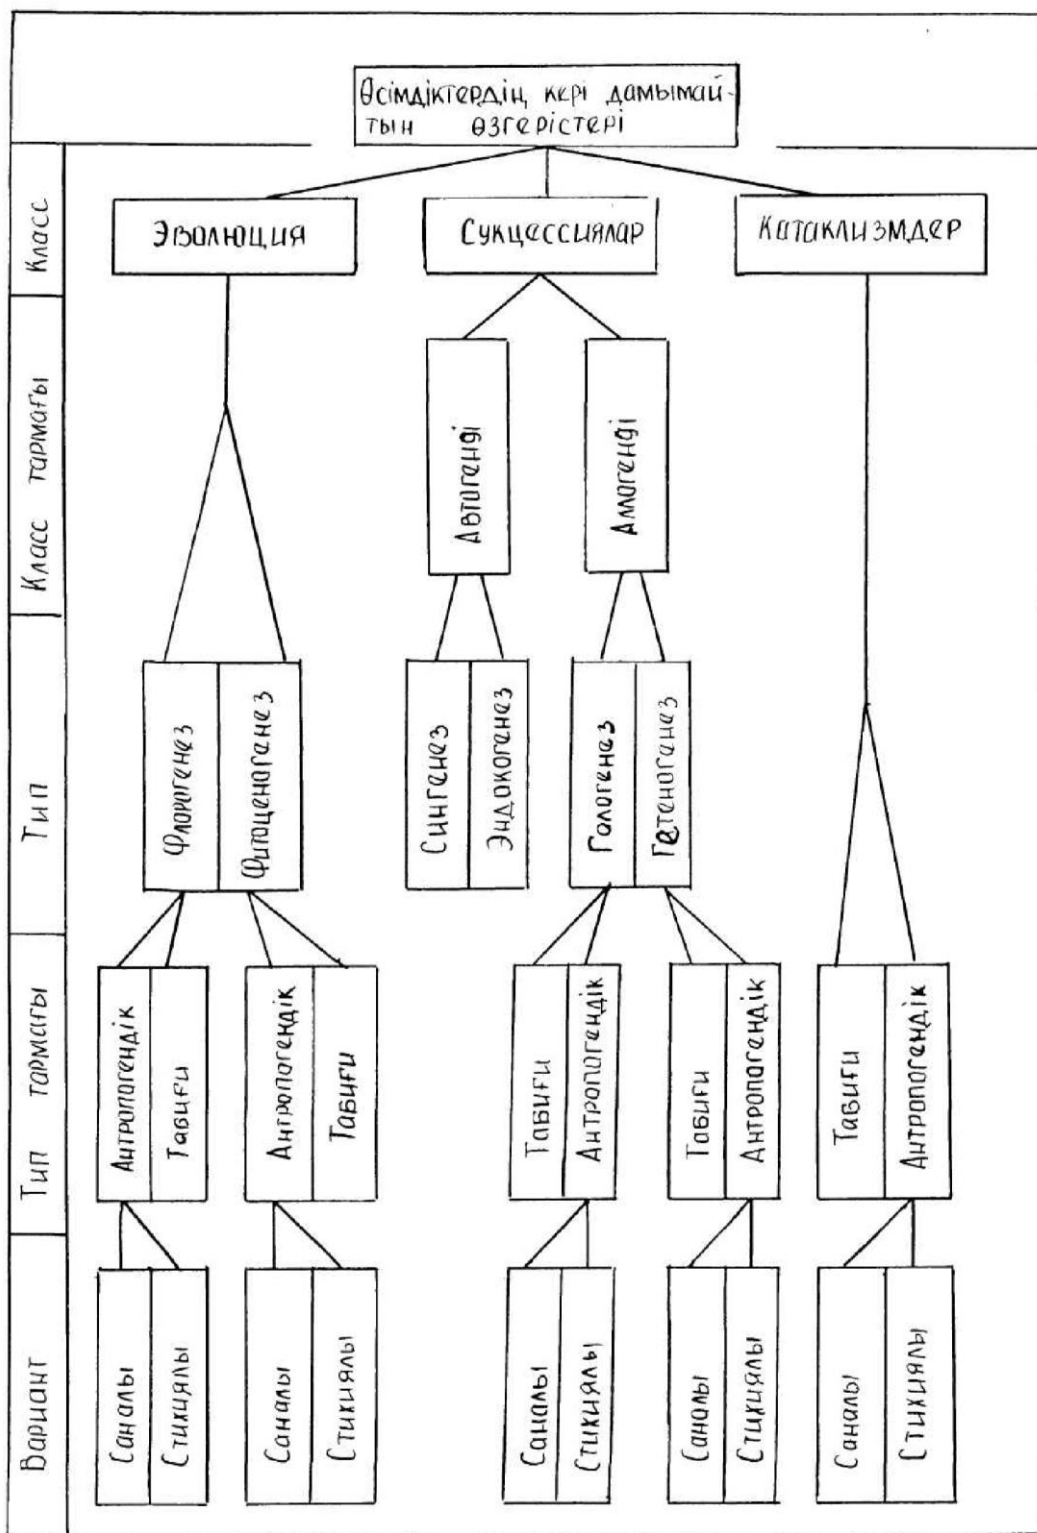 Өсімдіктердің кері дамымай-
тын өзгерістері
Класс
Эволюция
Сукцессиялар
Катаклизмдер
Класс тармағы
Автогенді
Аллогенді
Тип
Флорогенез
Фитоценогенез
Сингенез
Эндокогенез
Гологенез
Гетеногенез
Тип тармағы
Антропогендік
Табиғи
Антропогендік
Табиғи
Табиғи
Антропогендік
Табиғи
Антропогендік
Табиғи
Антропогендік
Вариант
Саналы
Стихиялы
Саналы
Стихиялы
Саналы
Стихиялы
Саналы
Стихиялы
Саналы
Стихиялы